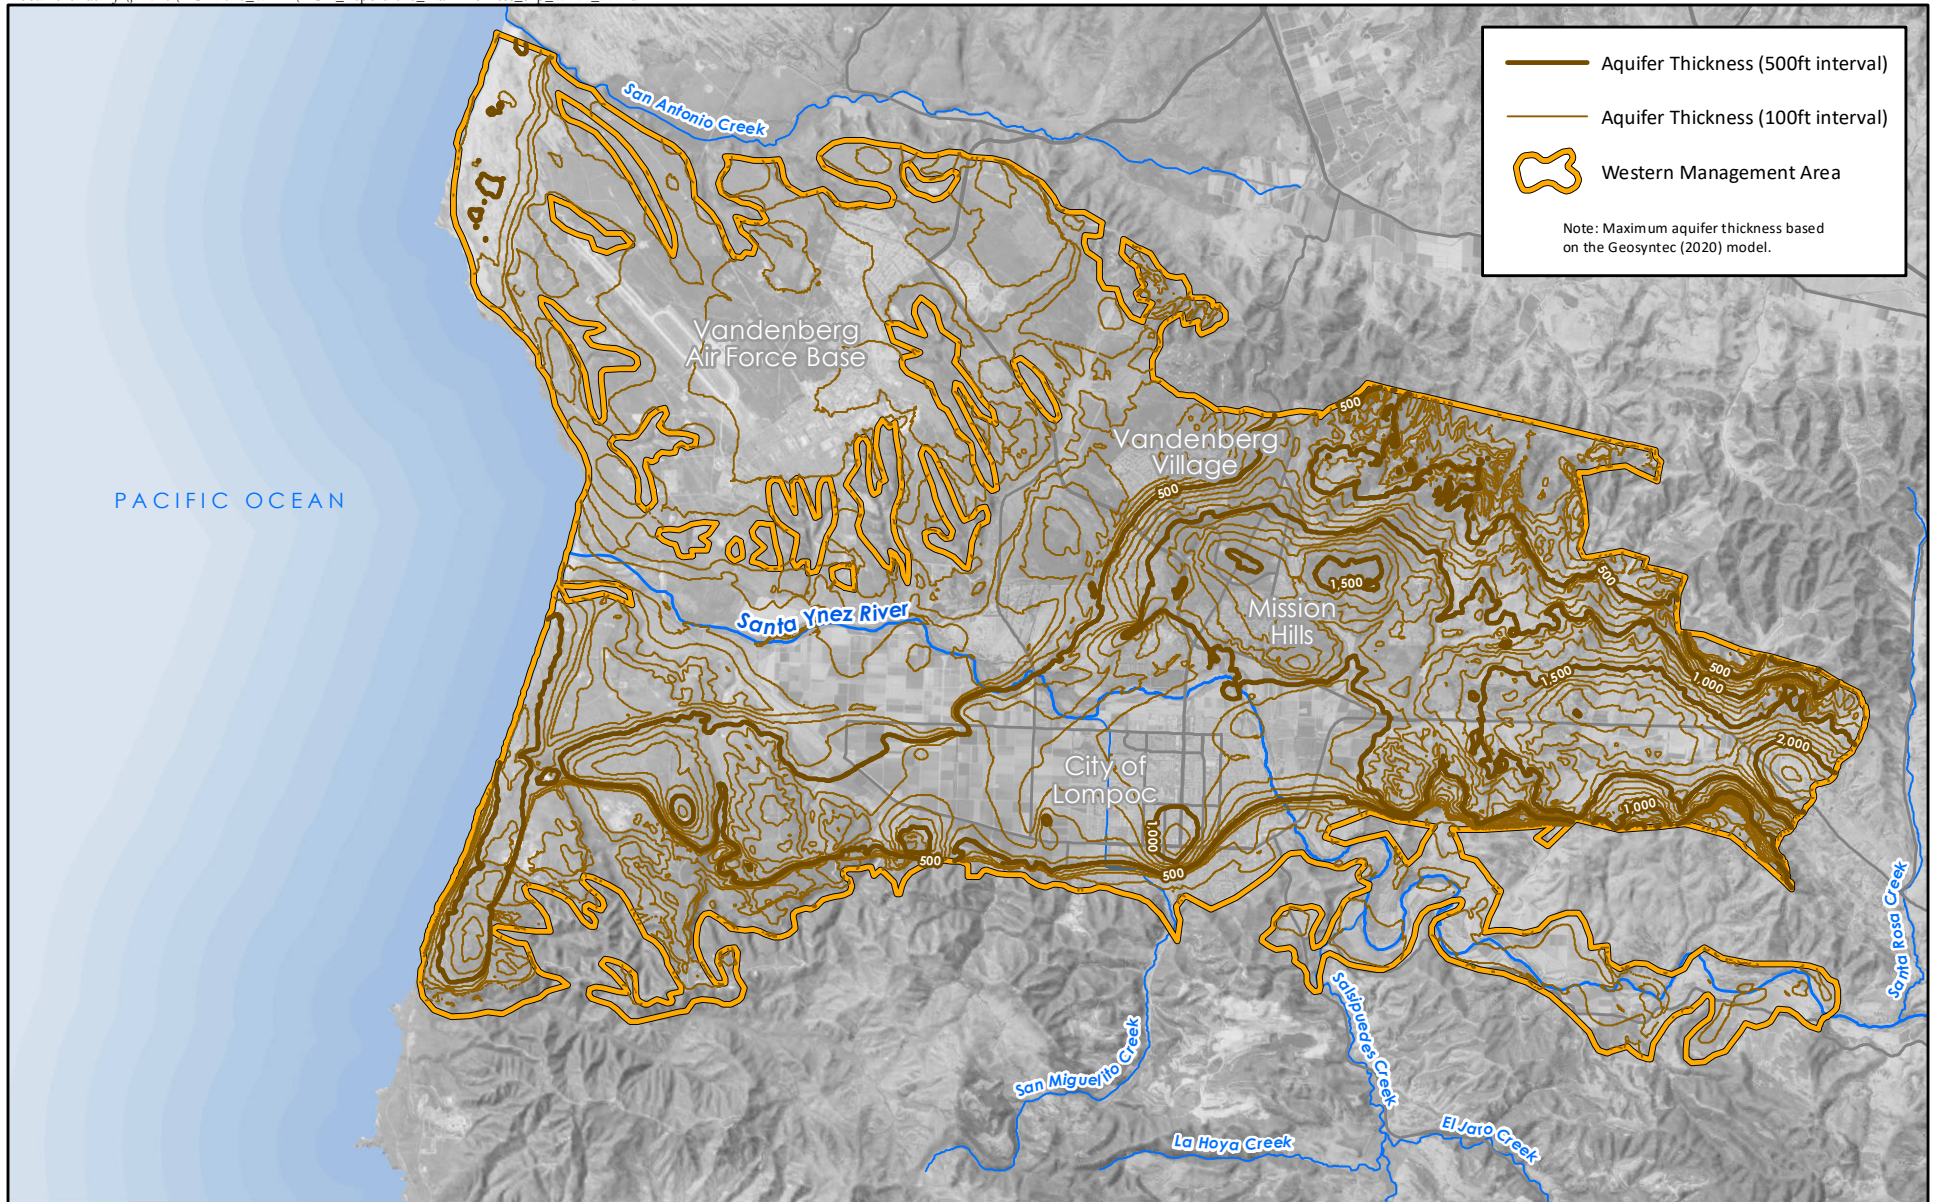 Aquifer Thickness (500ft interval)
Aquifer Thickness (100ft interval)
Western Management Area
Note: Maximum aquifer thickness based
on the Geosyntec (2020) model.
San Antonio Creek
Vandenberg
Air Force Base
500
Vandenberg
Village
500
PACIFIC OCEAN
500
1,500
Mission
Hills
Santa Ynez River
500
1,000
1,500
2,000
City of
Lompoc
1,000
1,000
500
500
Santa Rosa Creek
Salsipuedes Creek
San Miguelito Creek
La Hoya Creek
El Jaro Creek